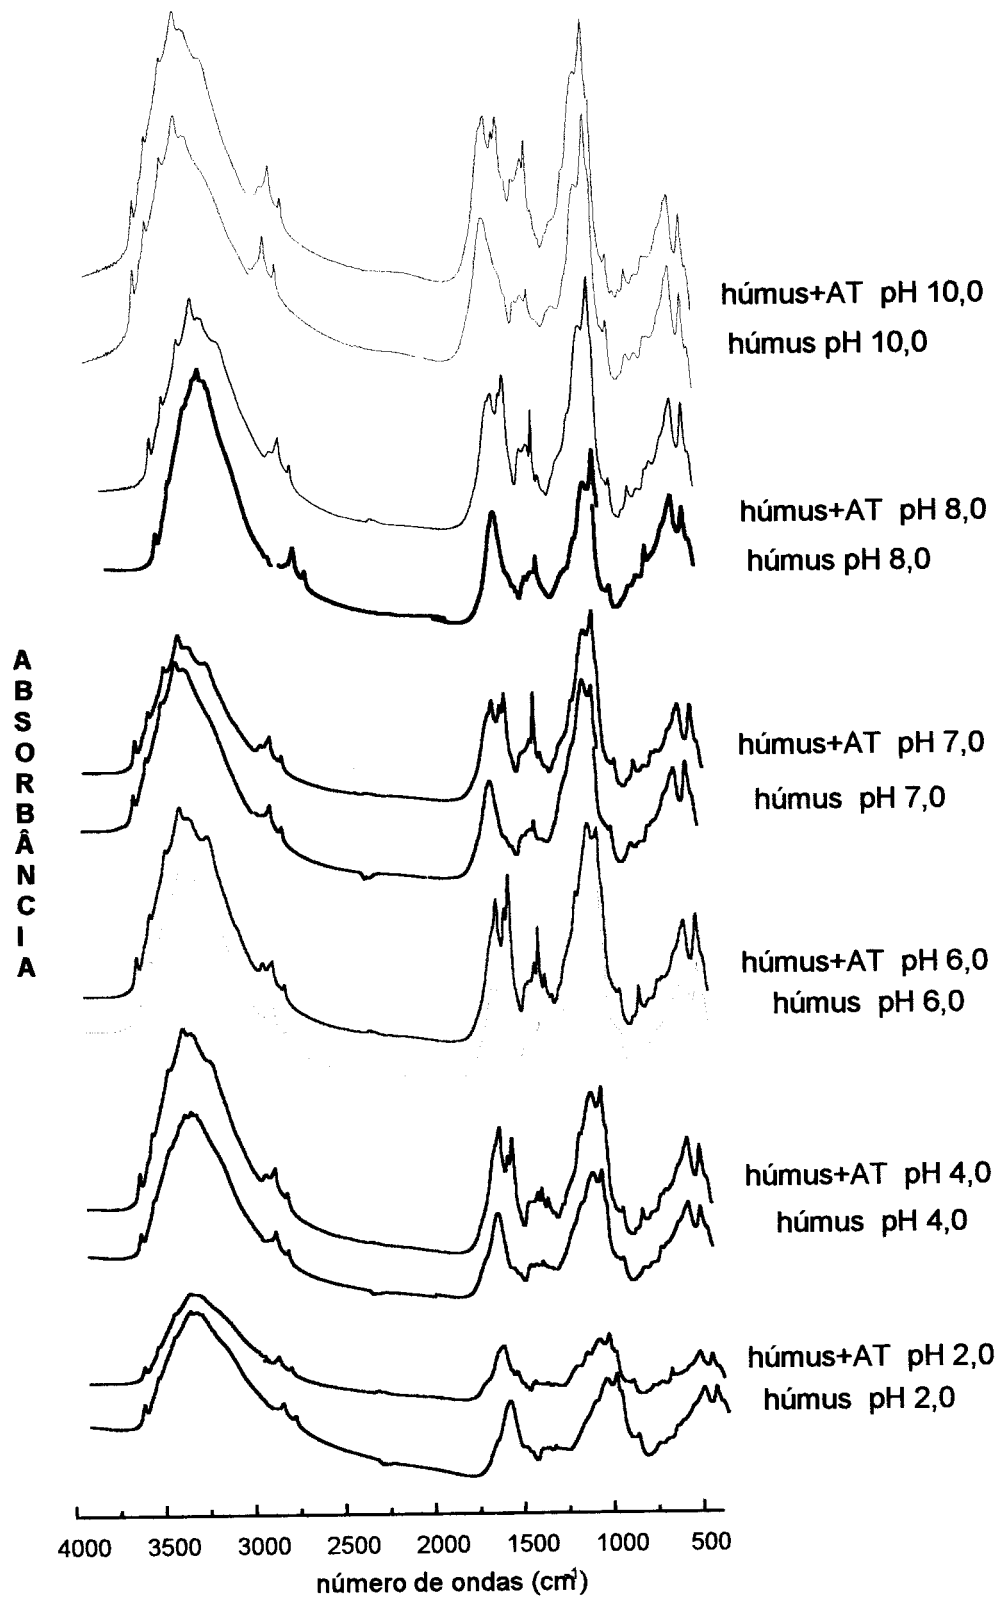 húmus+AT pH 10,0
húmus pH 10,0
húmus+AT pH 8,0
húmus pH 8,0
ABSORBÂNCIA
húmus+AT pH 7,0
húmus pH 7,0
húmus+AT pH 6,0
húmus pH 6,0
húmus+AT pH 4,0
húmus pH 4,0
húmus+AT pH 2,0
húmus pH 2,0
4000 3500 3000 2500 2000 1500 1000 500
número de ondas (cm⁻¹)